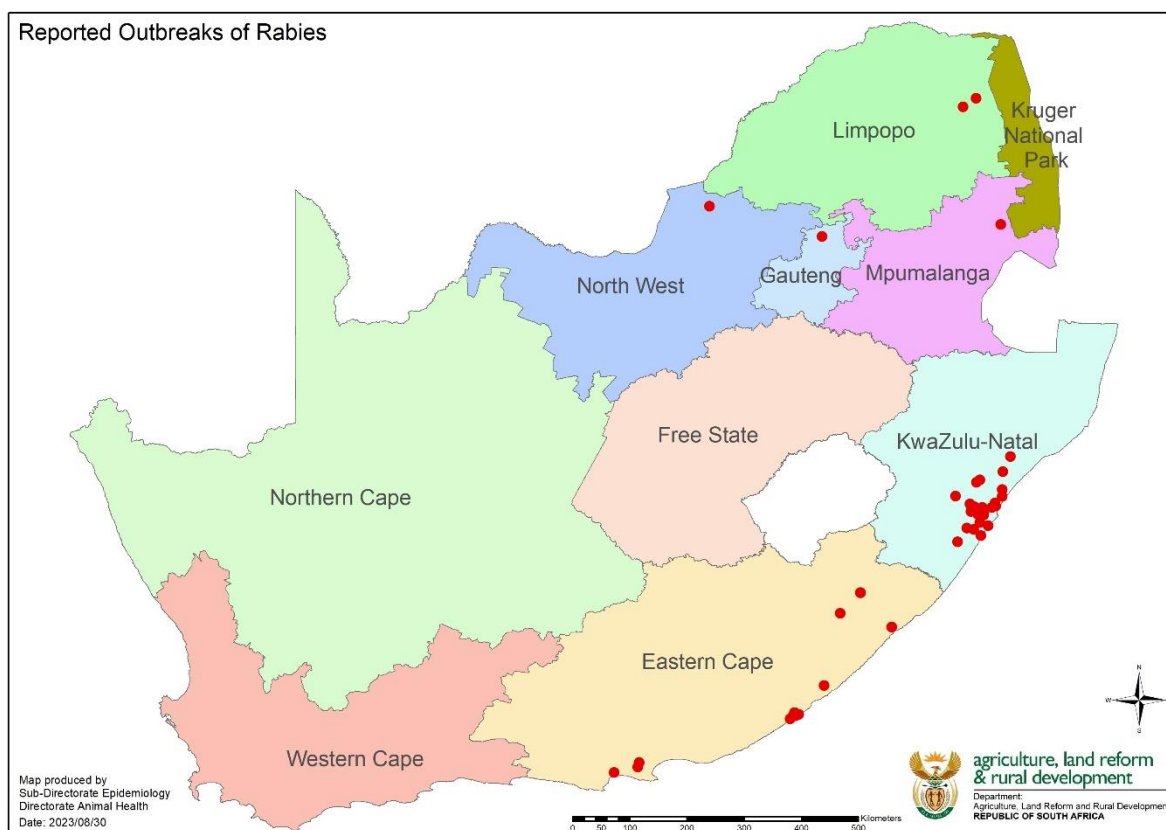 Reported Outbreaks of Rabies
Limpopo
Kruger
National
Park
North West
Gauteng
Mpumalanga
Free State
KwaZulu-Natal
Northern Cape
Eastern Cape
Western Cape
N
W
E
S
Map produced by
Sub-Directorate Epidemiology
Directorate Animal Health
Date: 2023/08/30
Kilometers
0 50 100 200 300 400 500
agriculture, land reform
& rural development
Department:
Agriculture, Land Reform and Rural Development
REPUBLIC OF SOUTH AFRICA